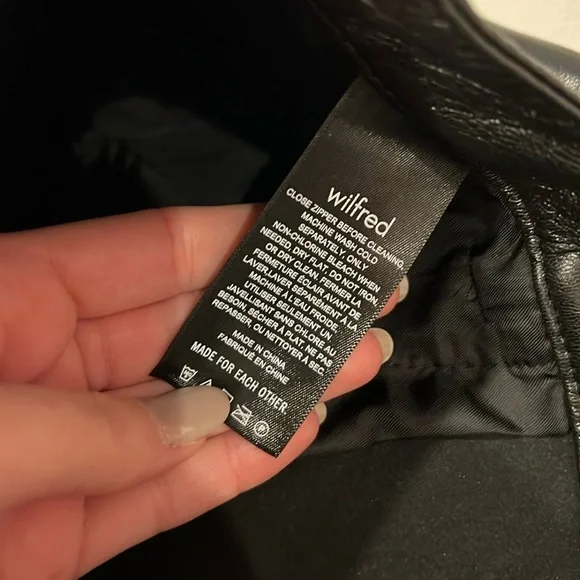 wilfred
CLOSE ZIPPER BEFORE CLEANING,
MACHINE WASH COLD
SEPARATELY, ONLY
NON-CHLORINE BLEACH WHEN
NEEDED, DRY FLAT, DO NOT IRON
OR DRY CLEAN, FERMER LA
FERMETURE ÉCLAIR AVANT DE
LAVER, LAVER SÉPARÉMENT À LA
MACHINE À L'EAU FROIDE,
UTILISER SEULEMENT UN
JAVELLISANT SANS CHLORE AU
BESOIN, SÉCHER À PLAT, NE PAS
REPASSER, OU NETTOYER À SEC
MADE IN CHINA
FABRIQUÉ EN CHINE
MADE FOR EACH OTHER.
P